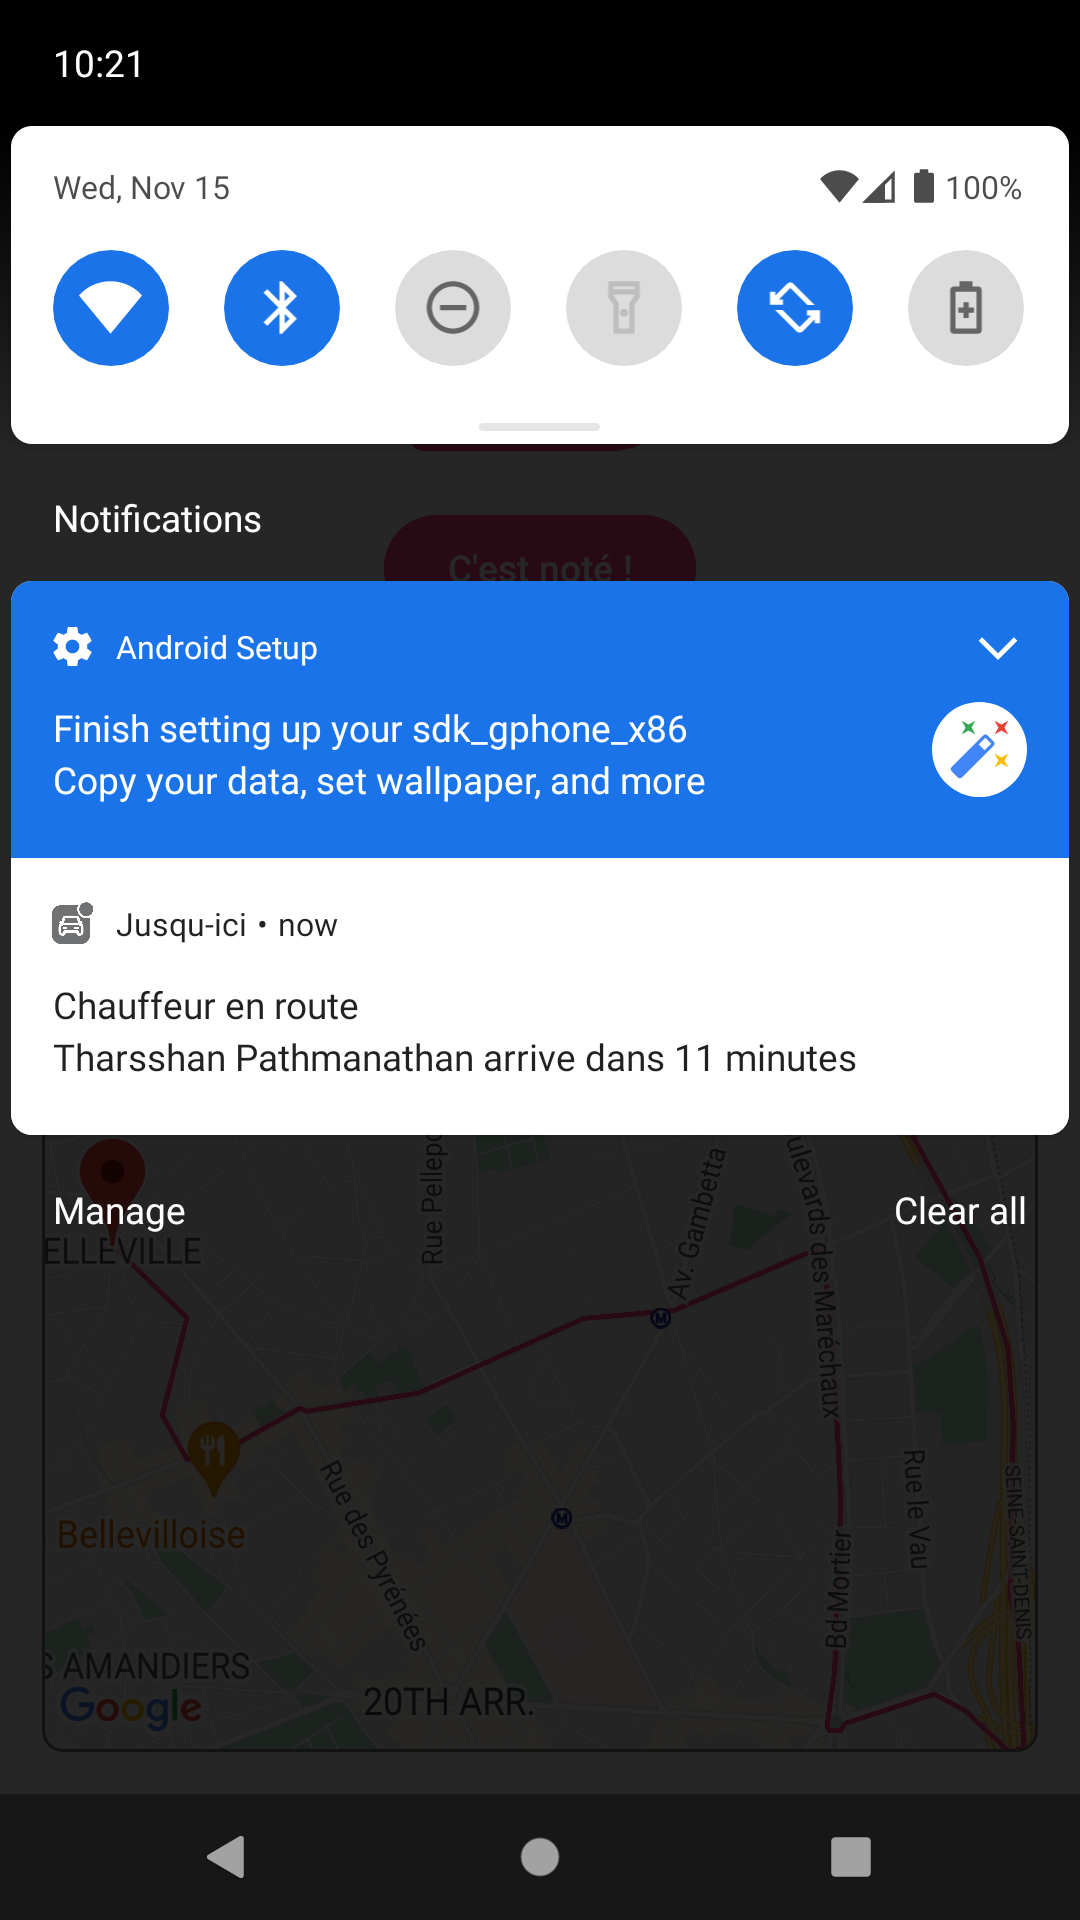 10:21
Wed, Nov 15
100%
Notifications
C'est noté !
Android Setup
Finish setting up your sdk_gphone_x86
Copy your data, set wallpaper, and more
Jusqu-ici • now
Chauffeur en route
Tharsshan Pathmanathan arrive dans 11 minutes
Manage
Clear all
ELLEVILLE
Rue Pellepo
Av. Gambetta
ulevards des Maréchaux
M
Rue des Pyrénées
M
Bellevilloise
Rue le Vau
SEINE-SAINT-DENIS
Bd Mortier
S AMANDIERS
Google
20TH ARR.